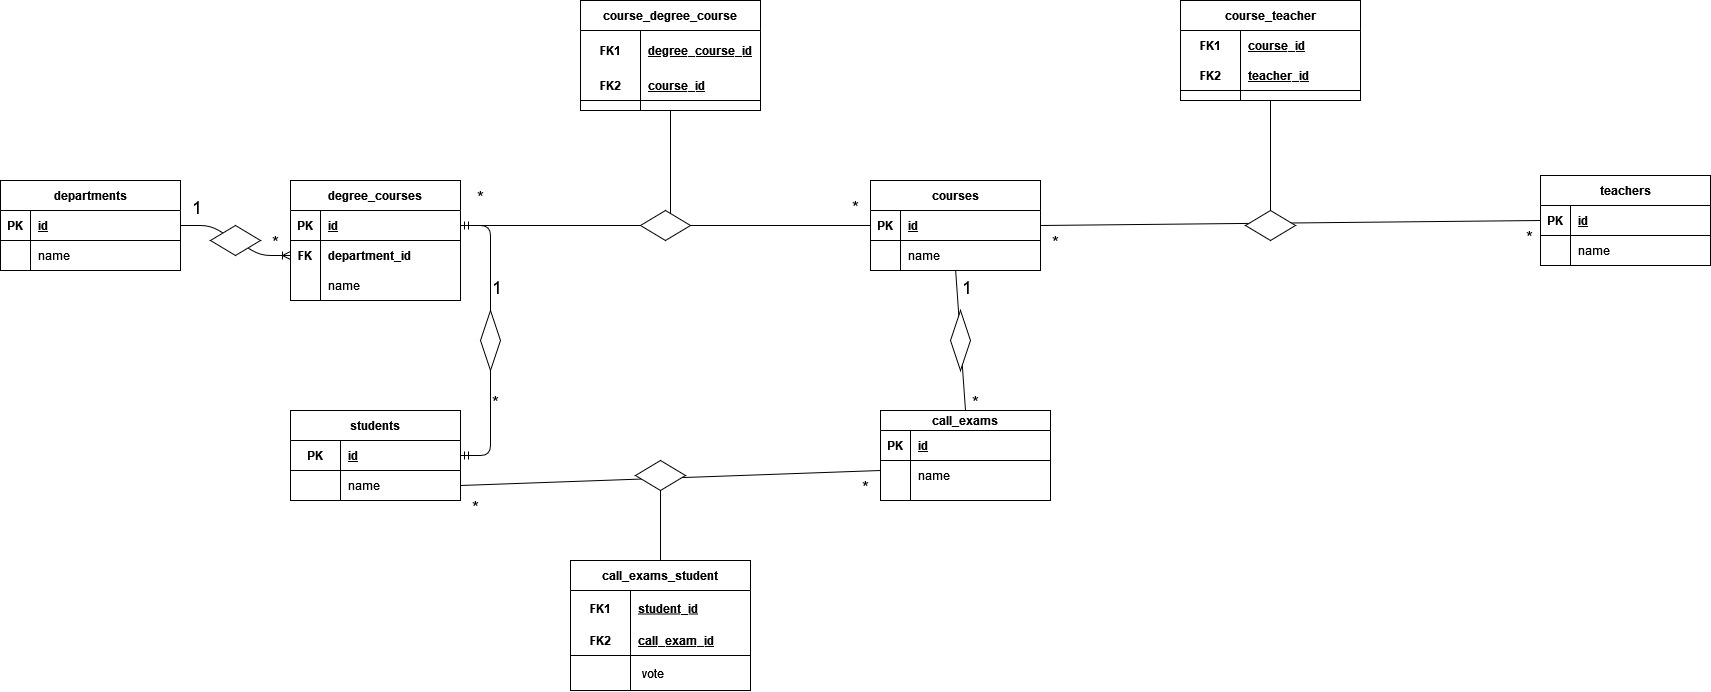 course_degree_course
FK1 degree_course_id
FK2 course_id
course_teacher
FK1 course_id
FK2 teacher_id
departments
PK id
name
1
*
degree_courses
PK id
FK department_id
name
*
*
courses
PK id
name
*
*
teachers
PK id
name
1
*
1
*
students
PK id
name
*
*
call_exams
PK id
name
call_exams_student
FK1 student_id
FK2 call_exam_id
vote